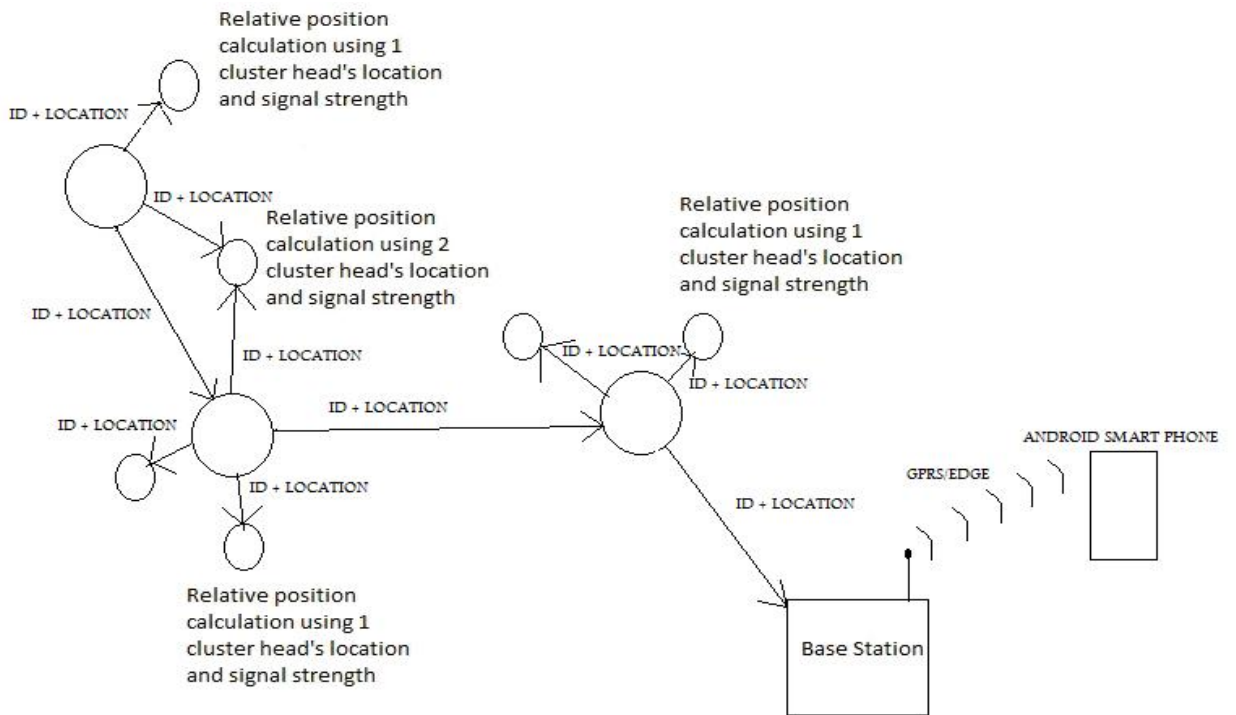 Relative position
calculation using 1
cluster head's location
and signal strength
ID + LOCATION
ID + LOCATION
Relative position
calculation using 2
cluster head's location
and signal strength
Relative position
calculation using 1
cluster head's location
and signal strength
ID + LOCATION
ID + LOCATION
ID + LOCATION
ID + LOCATION
ID + LOCATION
ID + LOCATION
ID + LOCATION
ANDROID SMART PHONE
GPRS/EDGE
ID + LOCATION
ID + LOCATION
Relative position
calculation using 1
cluster head's location
and signal strength
Base Station